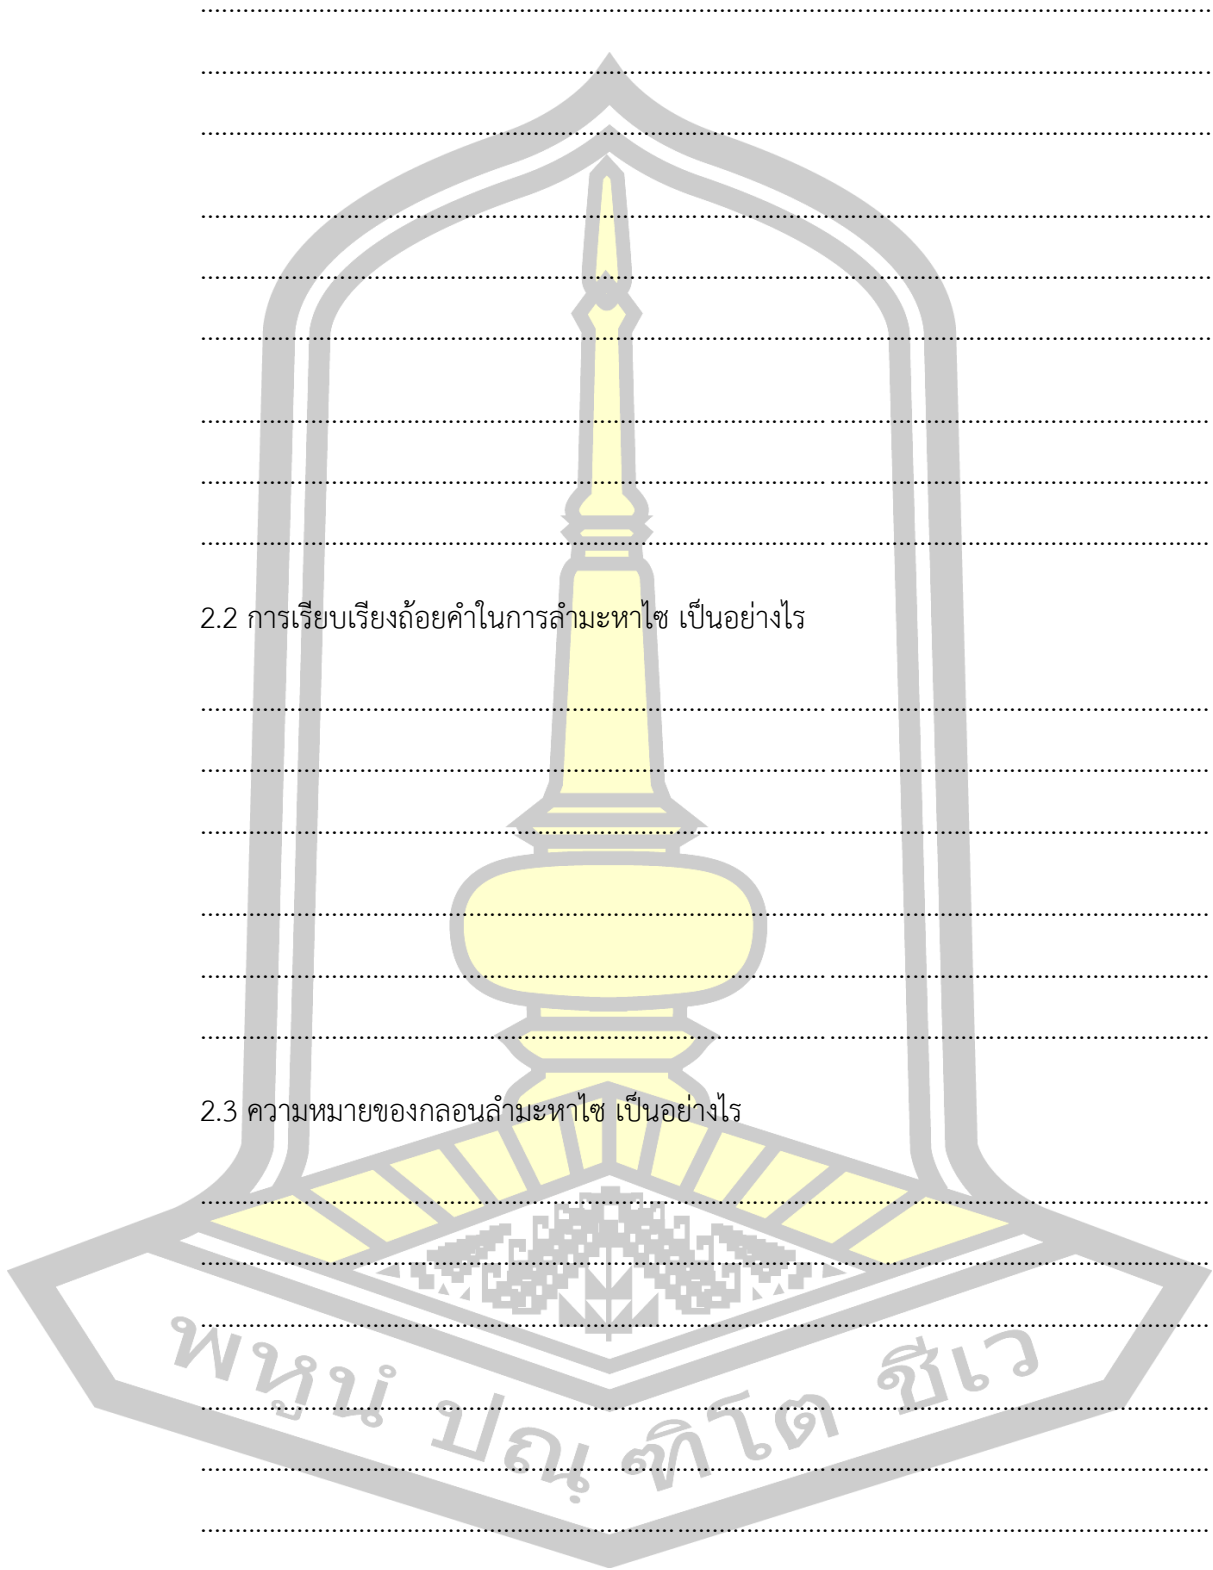 2.2 การเรียบเรียงถ้อยคำในการลำมะหาไซ เป็นอย่างไร
2.3 ความหมายของกลอนลำมะหาไซ เป็นอย่างไร
พหูนํ ปณฺฑิโต ชีเว